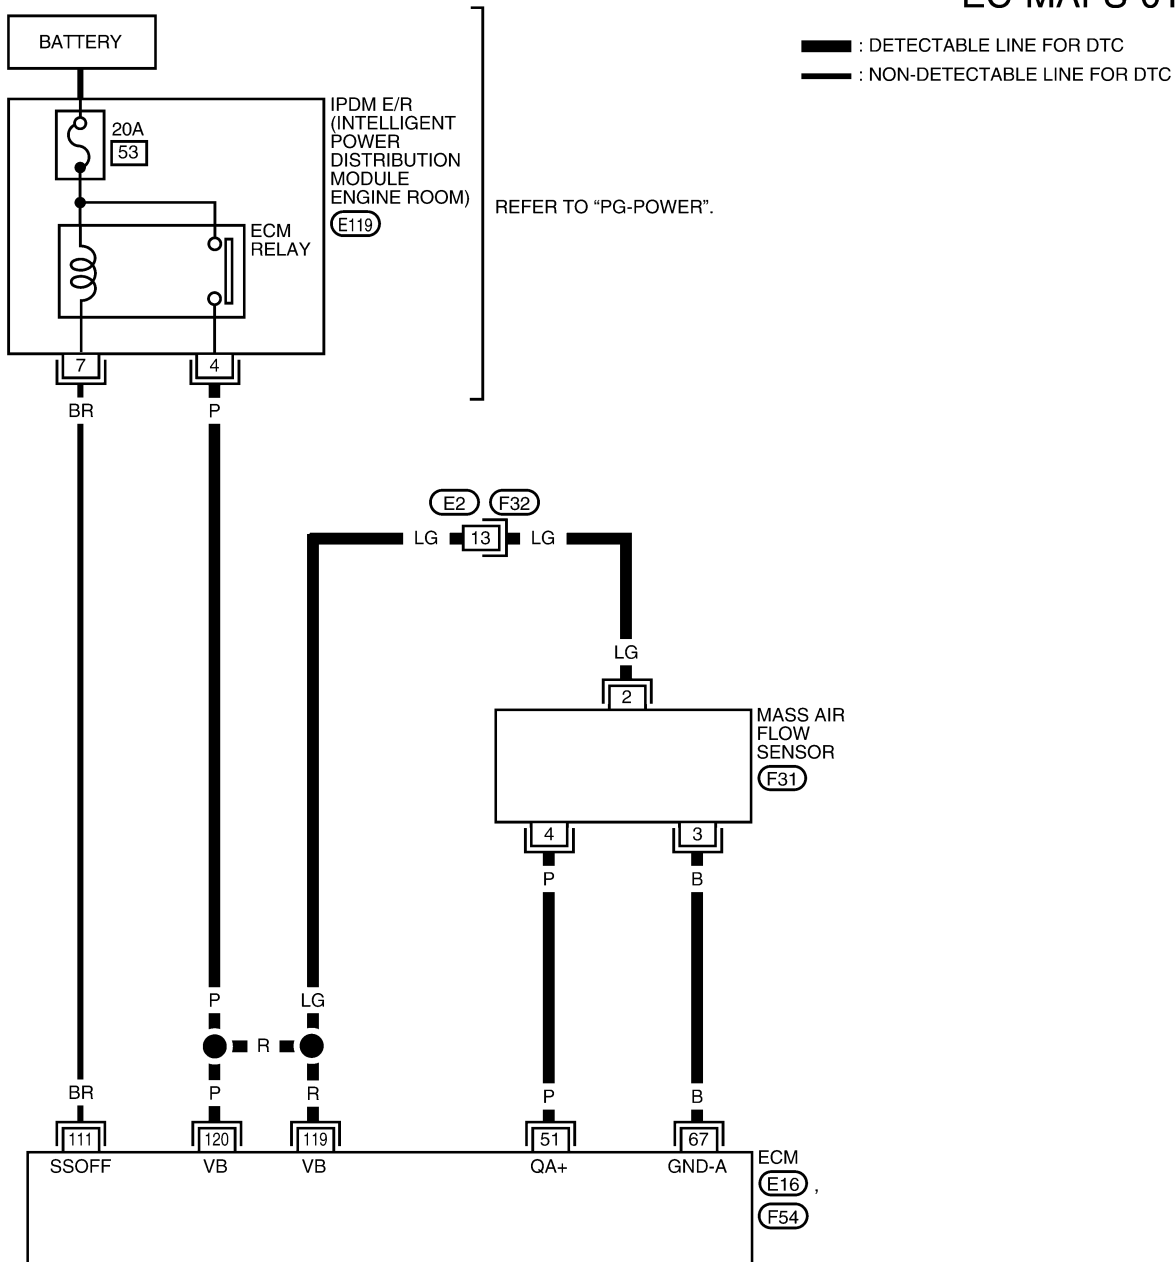 BATTERY
: DETECTABLE LINE FOR DTC
: NON-DETECTABLE LINE FOR DTC
20A
53
IPDM E/R
(INTELLIGENT
POWER
DISTRIBUTION
MODULE
ENGINE ROOM)
E119
REFER TO “PG-POWER”.
ECM
RELAY
7
4
BR
P
E2
F32
LG
13
LG
LG
2
MASS AIR
FLOW
SENSOR
F31
4
3
P
B
P
LG
R
BR
P
R
P
B
111
120
119
51
67
SSOFF
VB
VB
QA+
GND-A
ECM
E16 ,
F54